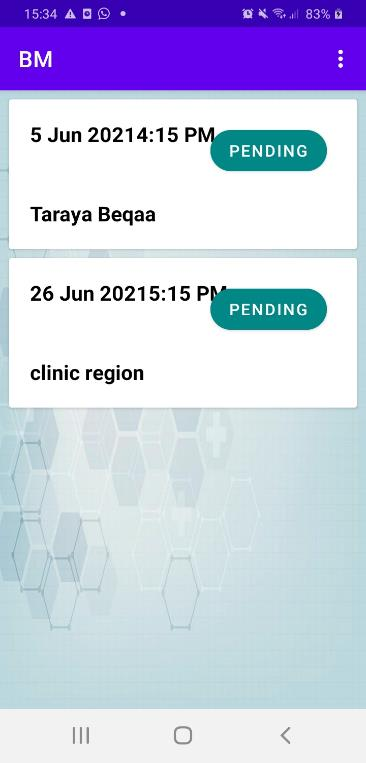 15:34 83%
BM
5 Jun 20214:15 PM
PENDING
Taraya Beqaa
26 Jun 20215:15 PM
PENDING
clinic region